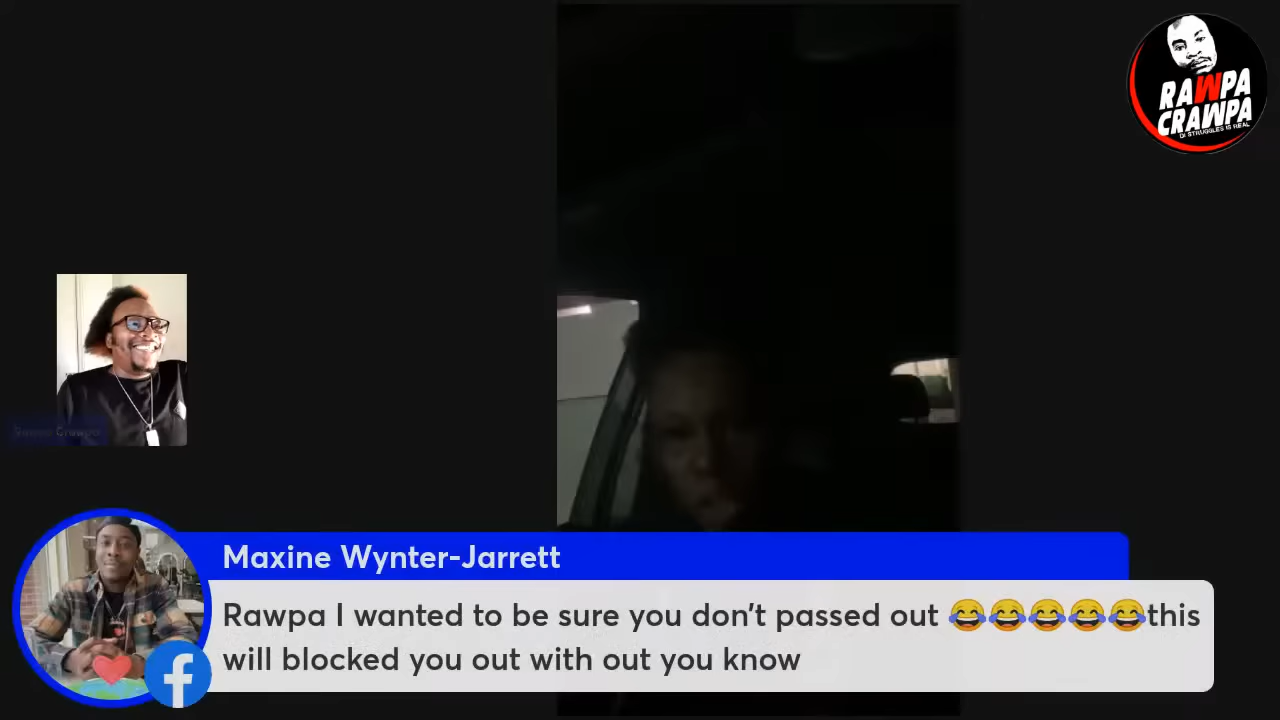 RAWPA
CRAWPA
DI STRUGGLES IS REAL
Maxine Wynter-Jarrett
Rawpa I wanted to be sure you don't passed out 😂😂😂😂😂this
will blocked you out with out you know